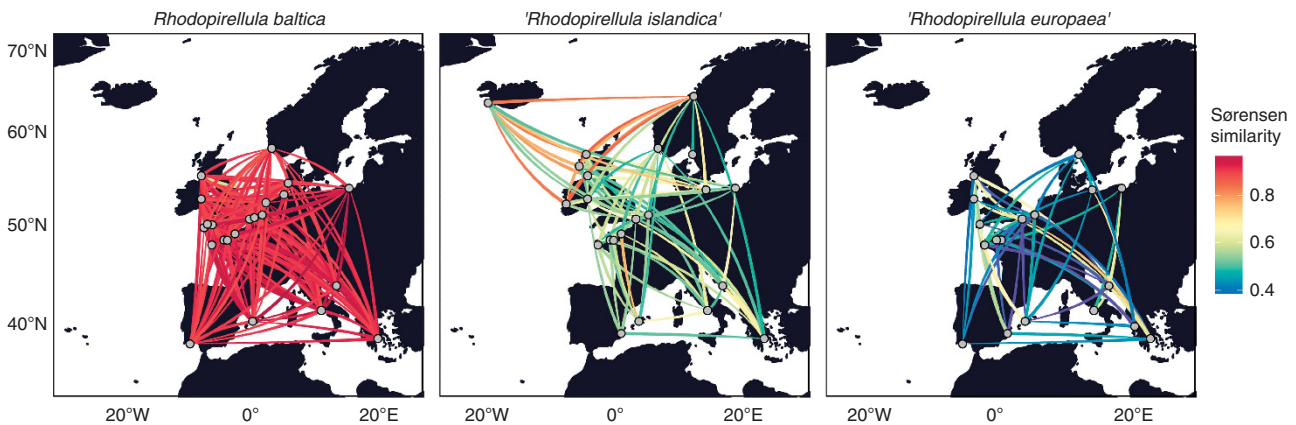 Rhodopirellula baltica
'Rhodopirellula islandica'
'Rhodopirellula europaea'
70°N
60°N
50°N
40°N
20°W
0°
20°E
20°W
0°
20°E
20°W
0°
20°E
Sørensen
similarity
0.8
0.6
0.4